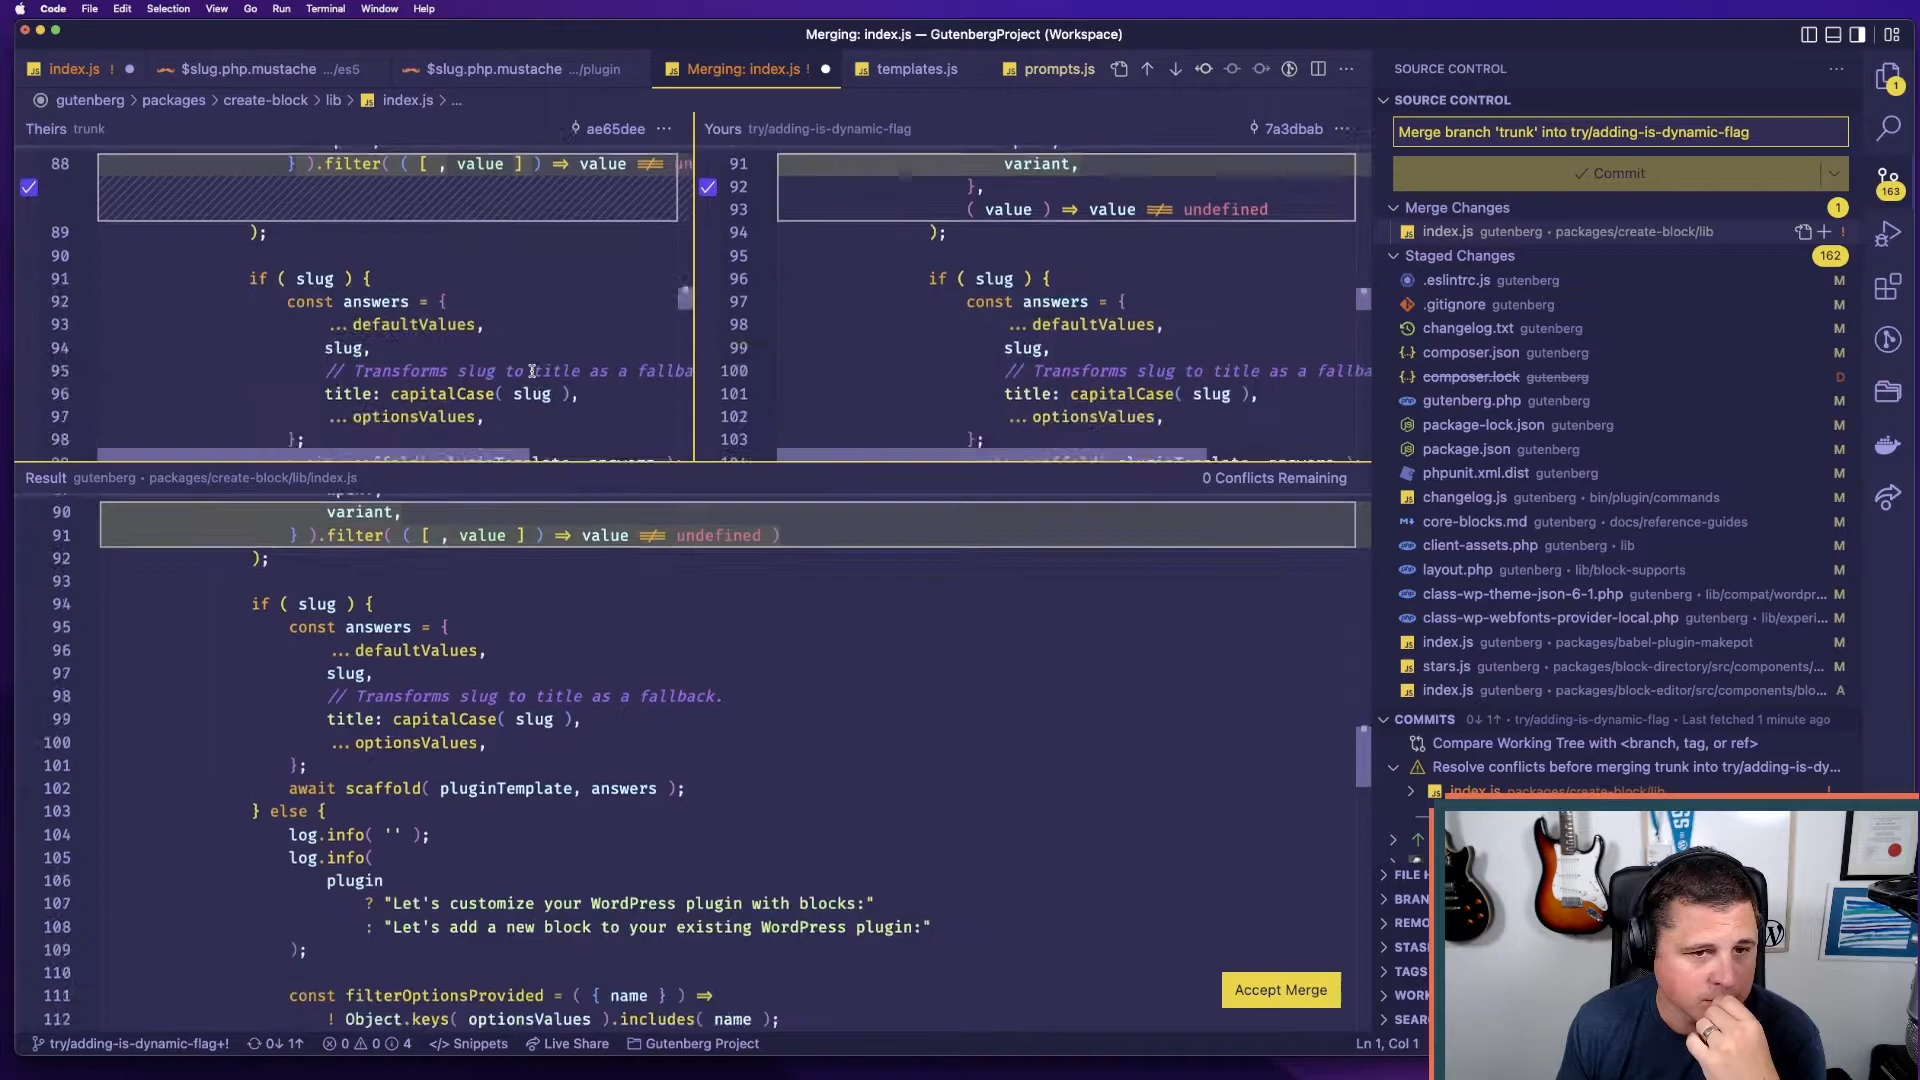 Code File Edit Selection View Go Run Terminal Window Help
Merging: index.js — GutenbergProject (Workspace)
index.js ! $slug.php.mustache .../es5 $slug.php.mustache .../plugin Merging: index.js ! templates.js prompts.js
gutenberg > packages > create-block > lib > index.js > ...
Theirs trunk ae65dee
88 } ).filter( ( [ , value ] ) => value !== un
89 );
90
91 if ( slug ) {
92 const answers = {
93 ...defaultValues,
94 slug,
95 // Transforms slug to title as a fallba
96 title: capitalCase( slug ),
97 ...optionsValues,
98 };
Yours try/adding-is-dynamic-flag 7a3dbab
91 variant,
92 },
93 ( value ) => value !== undefined
94 );
95
96 if ( slug ) {
97 const answers = {
98 ...defaultValues,
99 slug,
100 // Transforms slug to title as a fallba
101 title: capitalCase( slug ),
102 ...optionsValues,
103 };
Result gutenberg • packages/create-block/lib/index.js 0 Conflicts Remaining
90 variant,
91 } ).filter( ( [ , value ] ) => value !== undefined )
92 );
93
94 if ( slug ) {
95 const answers = {
96 ...defaultValues,
97 slug,
98 // Transforms slug to title as a fallback.
99 title: capitalCase( slug ),
100 ...optionsValues,
101 };
102 await scaffold( pluginTemplate, answers );
103 } else {
104 log.info( '' );
105 log.info(
106 plugin
107 ? "Let's customize your WordPress plugin with blocks:"
108 : "Let's add a new block to your existing WordPress plugin:"
109 );
110
111 const filterOptionsProvided = ( { name } ) =>
112 ! Object.keys( optionsValues ).includes( name );
Accept Merge
SOURCE CONTROL
SOURCE CONTROL
Merge branch 'trunk' into try/adding-is-dynamic-flag
Commit
Merge Changes 1
index.js gutenberg • packages/create-block/lib !
Staged Changes 162
.eslintrc.js gutenberg M
.gitignore gutenberg M
changelog.txt gutenberg M
composer.json gutenberg M
composer.lock gutenberg D
gutenberg.php gutenberg M
package-lock.json gutenberg M
package.json gutenberg M
phpunit.xml.dist gutenberg M
changelog.js gutenberg • bin/plugin/commands M
core-blocks.md gutenberg • docs/reference-guides M
client-assets.php gutenberg • lib M
layout.php gutenberg • lib/block-supports M
class-wp-theme-json-6-1.php gutenberg • lib/compat/wordpr... M
class-wp-webfonts-provider-local.php gutenberg • lib/experi... M
index.js gutenberg • packages/babel-plugin-makepot M
stars.js gutenberg • packages/block-directory/src/components/... M
index.js gutenberg • packages/block-editor/src/components/blo... A
COMMITS 0↓ 1↑ • try/adding-is-dynamic-flag • Last fetched 1 minute ago
Compare Working Tree with <branch, tag, or ref>
Resolve conflicts before merging trunk into try/adding-is-dy...
index.js packages/create-block/lib !
FILE H
BRAN
REMO
STAS
TAGS
WORK
SEAR
1
163
try/adding-is-dynamic-flag+! 0↓ 1↑ 0 0 4 </> Snippets Live Share Gutenberg Project Ln 1, Col 1